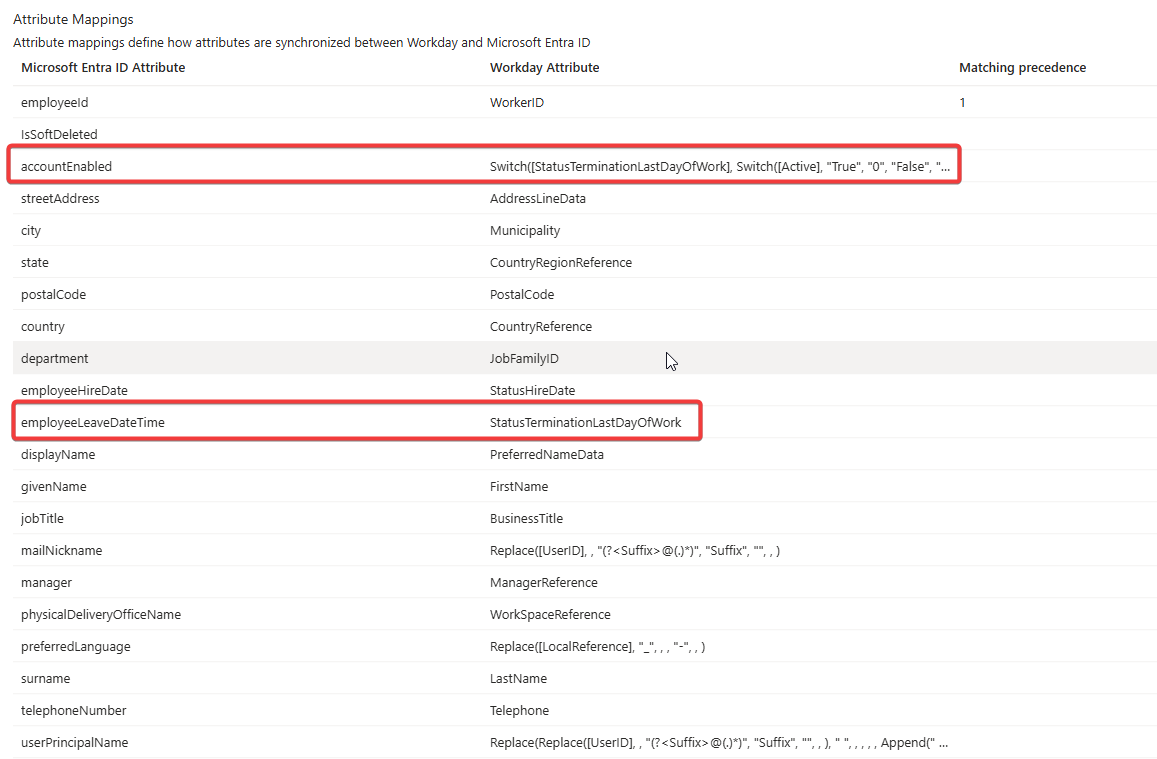 Attribute Mappings
Attribute mappings define how attributes are synchronized between Workday and Microsoft Entra ID
Microsoft Entra ID Attribute Workday Attribute Matching precedence
employeeId WorkerID 1
IsSoftDeleted
accountEnabled Switch([StatusTerminationLastDayOfWork], Switch([Active], "True", "0", "False", "...
streetAddress AddressLineData
city Municipality
state CountryRegionReference
postalCode PostalCode
country CountryReference
department JobFamilyID
employeeHireDate StatusHireDate
employeeLeaveDateTime StatusTerminationLastDayOfWork
displayName PreferredNameData
givenName FirstName
jobTitle BusinessTitle
mailNickname Replace([UserID], , "(?<Suffix>@(.)*)", "Suffix", "", , )
manager ManagerReference
physicalDeliveryOfficeName WorkSpaceReference
preferredLanguage Replace([LocalReference], "_", , , "-", , )
surname LastName
telephoneNumber Telephone
userPrincipalName Replace(Replace([UserID], , "(?<Suffix>@(.)*)", "Suffix", "", , ), " ", , , , , Append(" ...